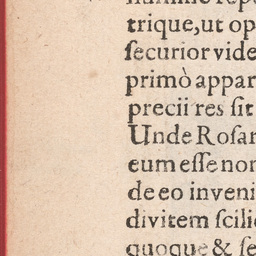 trique,ut op
ſecurior vide
primò appar
precii res ſit
Unde Roſar
eum eſſe non
de eo inveni
divitem ſcili
quoque & ſe